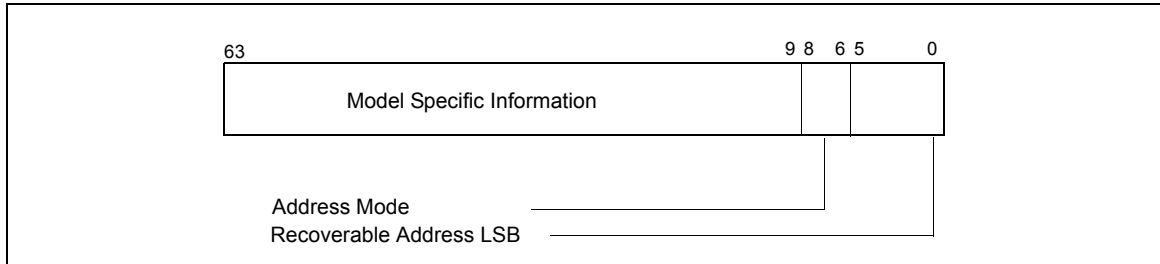 63 9 8 6 5 0
Model Specific Information
Address Mode
Recoverable Address LSB